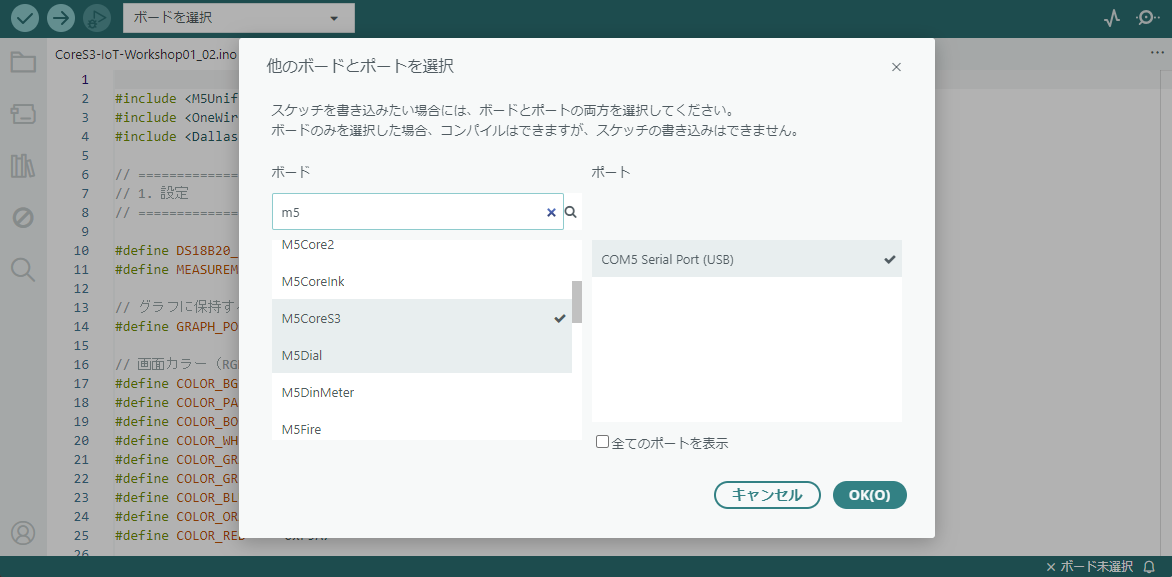 ボードを選択
CoreS3-IoT-Workshop01_02.ino
1
2 #include <M5Unif
3 #include <OneWir
4 #include <Dallas
5
6 // =============
7 // 1. 設定
8 // =============
9
10 #define DS18B20_
11 #define MEASUREM
12
13 // グラフに保持す
14 #define GRAPH_PO
15
16 // 画面カラー（RG
17 #define COLOR_BG
18 #define COLOR_PA
19 #define COLOR_BO
20 #define COLOR_WH
21 #define COLOR_GR
22 #define COLOR_GR
23 #define COLOR_BL
24 #define COLOR_OR
25 #define COLOR_RED
26
他のボードとポートを選択
スケッチを書き込みたい場合には、ボードとポートの両方を選択してください。
ボードのみを選択した場合、コンパイルはできますが、スケッチの書き込みはできません。
ボード
ポート
m5
M5Core2
M5CoreInk
M5CoreS3
M5Dial
M5DinMeter
M5Fire
COM5 Serial Port (USB)
全てのポートを表示
キャンセル
OK(O)
ボード未選択